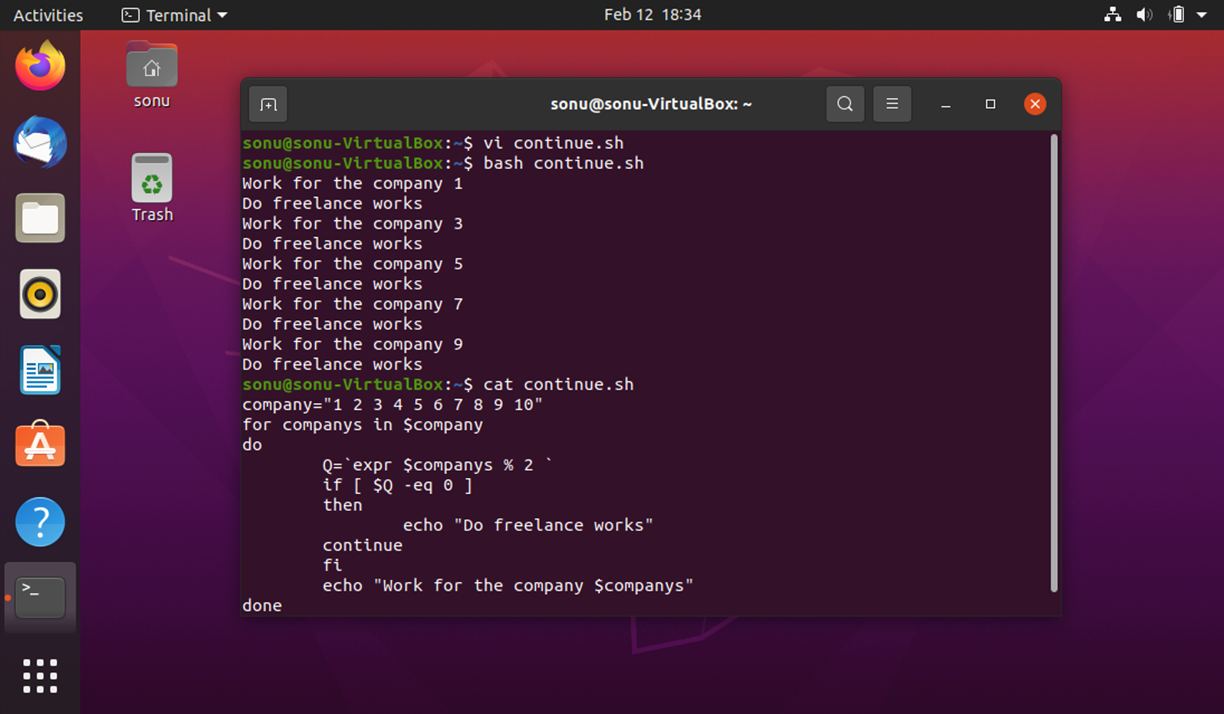 Activities Terminal Feb 12 18:34
sonu
Trash
sonu@sonu-VirtualBox: ~
sonu@sonu-VirtualBox:~$ vi continue.sh
sonu@sonu-VirtualBox:~$ bash continue.sh
Work for the company 1
Do freelance works
Work for the company 3
Do freelance works
Work for the company 5
Do freelance works
Work for the company 7
Do freelance works
Work for the company 9
Do freelance works
sonu@sonu-VirtualBox:~$ cat continue.sh
company="1 2 3 4 5 6 7 8 9 10"
for companys in $company
do
        Q=`expr $companys % 2 `
        if [ $Q -eq 0 ]
        then
                echo "Do freelance works"
        continue
        fi
        echo "Work for the company $companys"
done